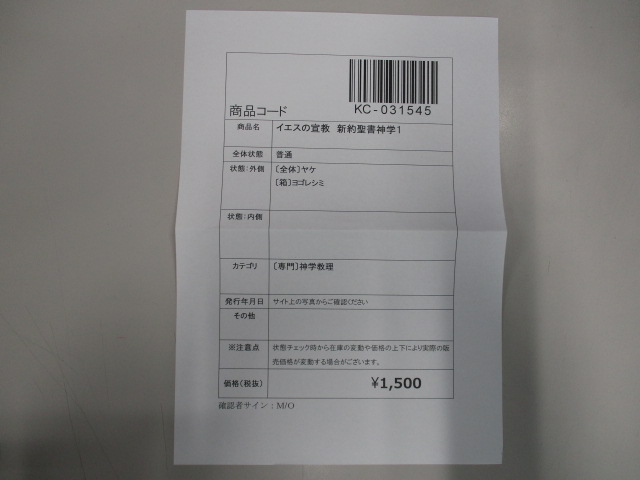 KC-031545
商品コード
商品名 イエスの宣教 新約聖書神学1
全体状態 普通
状態:外側 〔全体〕ヤケ
〔箱〕ヨゴレシミ
状態:内側
カテゴリ 〔専門〕神学教理
発行年月日 サイト上の写真からご確認ください
その他
※注意点 状態チェック時から在庫の変動や価格の上下により実際の販
売価格が変動する場合がございます。
価格(税抜) ¥1,500
確認者サイン:M/O